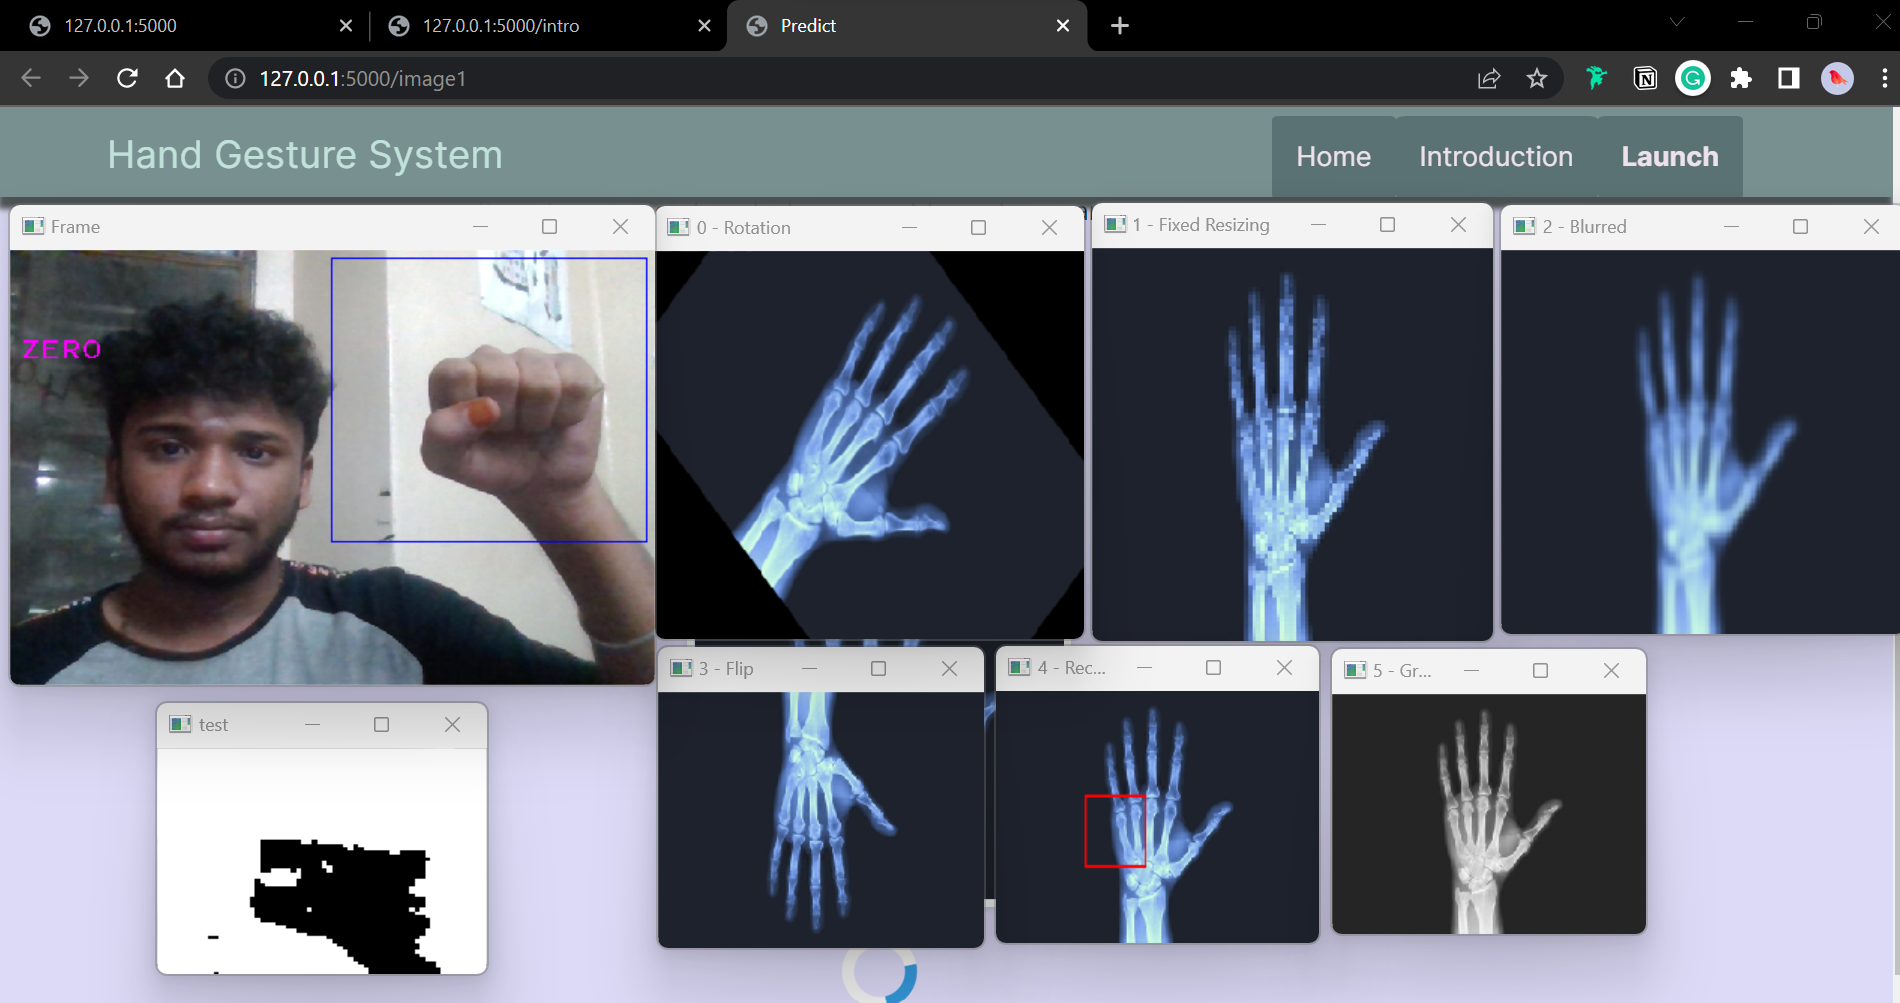 127.0.0.1:5000
127.0.0.1:5000/intro
Predict
127.0.0.1:5000/image1
Hand Gesture System
Home
Introduction
Launch
Frame
0 - Rotation
1 - Fixed Resizing
2 - Blurred
ZERO
3 - Flip
4 - Rec...
5 - Gr...
test